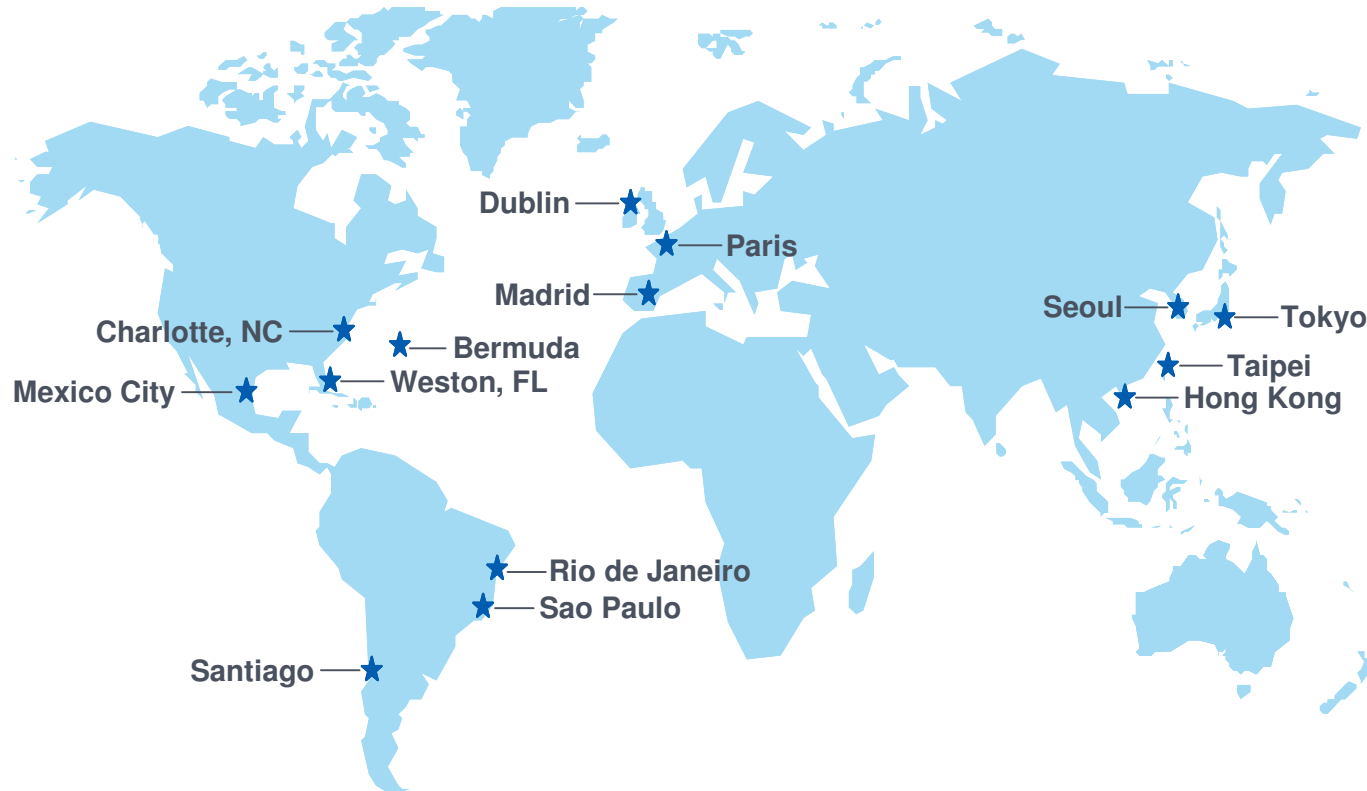 Dublin
Paris
Madrid
Seoul
Tokyo
Charlotte, NC
Bermuda
Taipei
Weston, FL
Mexico City
Hong Kong
Rio de Janeiro
Sao Paulo
Santiago